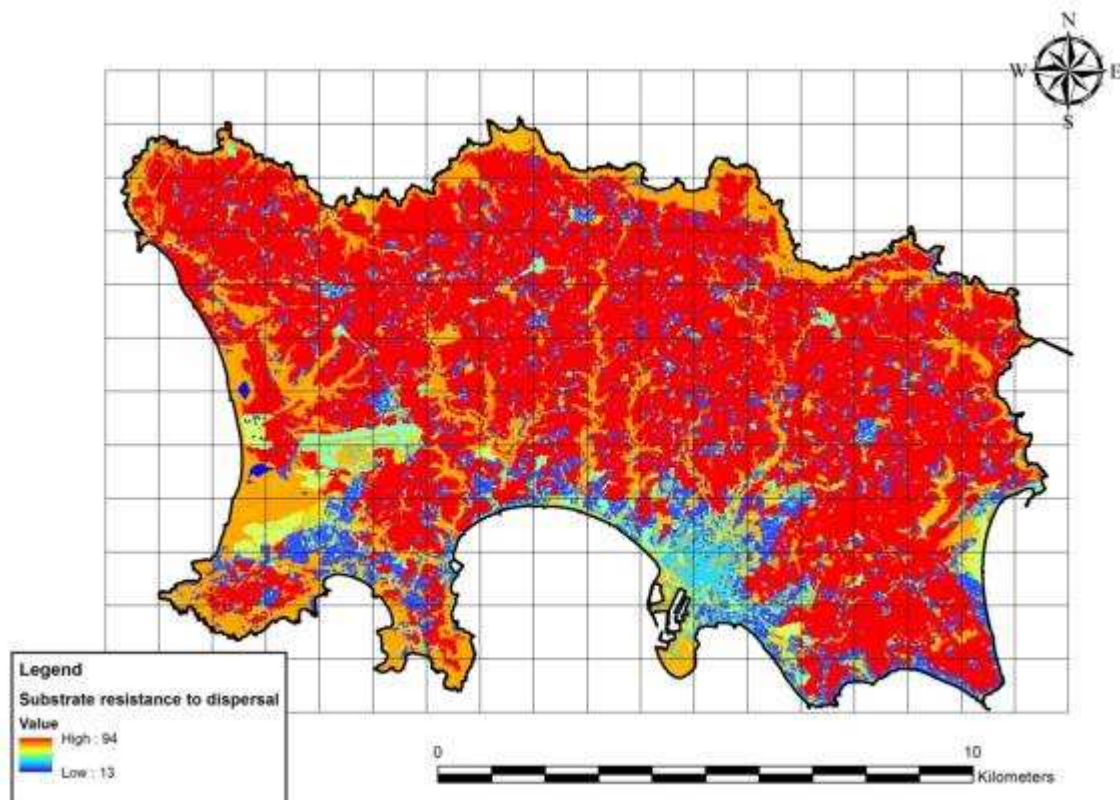 N
W E
S
Legend
Substrate resistance to dispersal
Value
High : 94
Low : 13
0 10
Kilometers